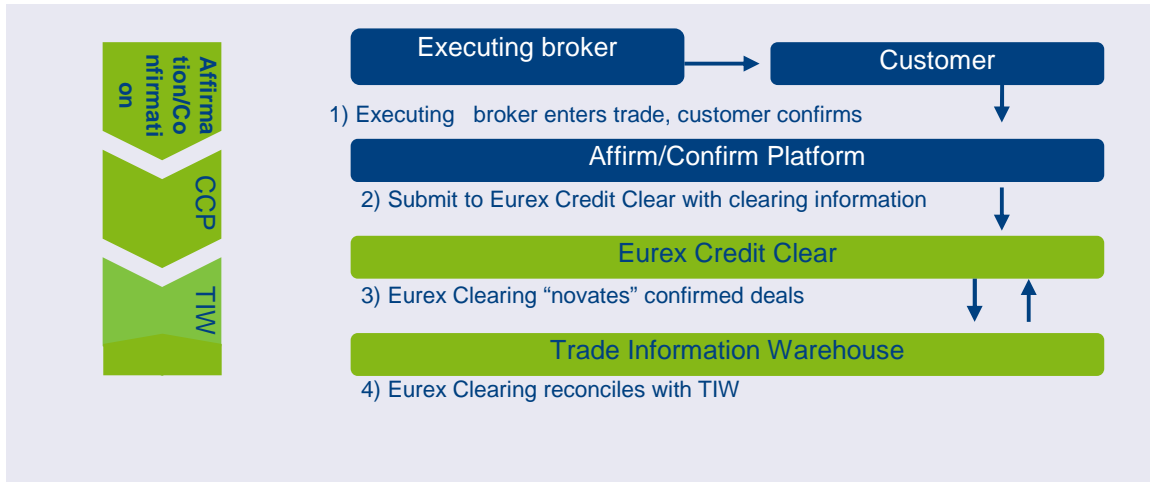 Executing broker
Customer
1) Executing broker enters trade, customer confirms
Affirm/Confirm Platform
2) Submit to Eurex Credit Clear with clearing information
Eurex Credit Clear
3) Eurex Clearing “novates” confirmed deals
Trade Information Warehouse
4) Eurex Clearing reconciles with TIW
Affirma
tion/Co
nfirmati
on
CCP
TIW